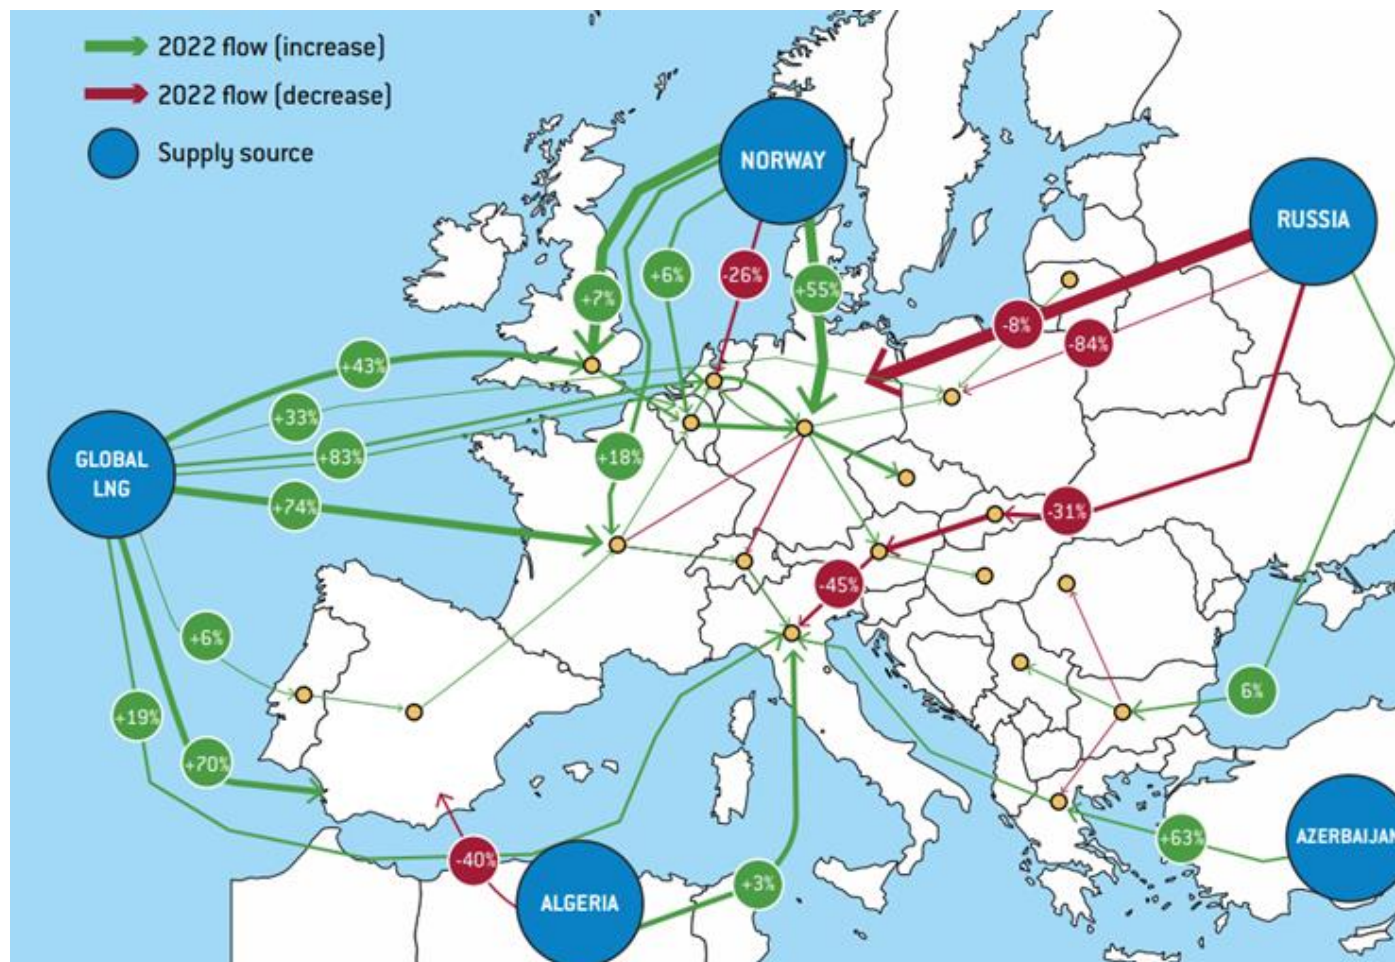 2022 flow (increase)
2022 flow (decrease)
Supply source
NORWAY
RUSSIA
+6%
-26%
+55%
+7%
-8%
-84%
+43%
+33%
+83%
+18%
GLOBAL
LNG
+74%
-31%
-45%
+6%
6%
+19%
+70%
+63%
AZERBAIJAN
-40%
+3%
ALGERIA